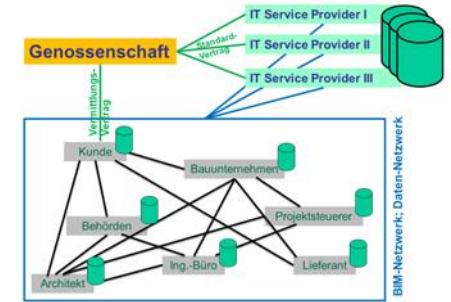 IT Service Provider I
Genossenschaft
Standard-
Vertrag
IT Service Provider II
IT Service Provider III
Vermittlungs-
Vertrag
Kunde
Bauunternehmen
Behörden
Projektsteuerer
Architekt
Ing.-Büro
Lieferant
BIM-Netzwerk; Daten-Netzwerk